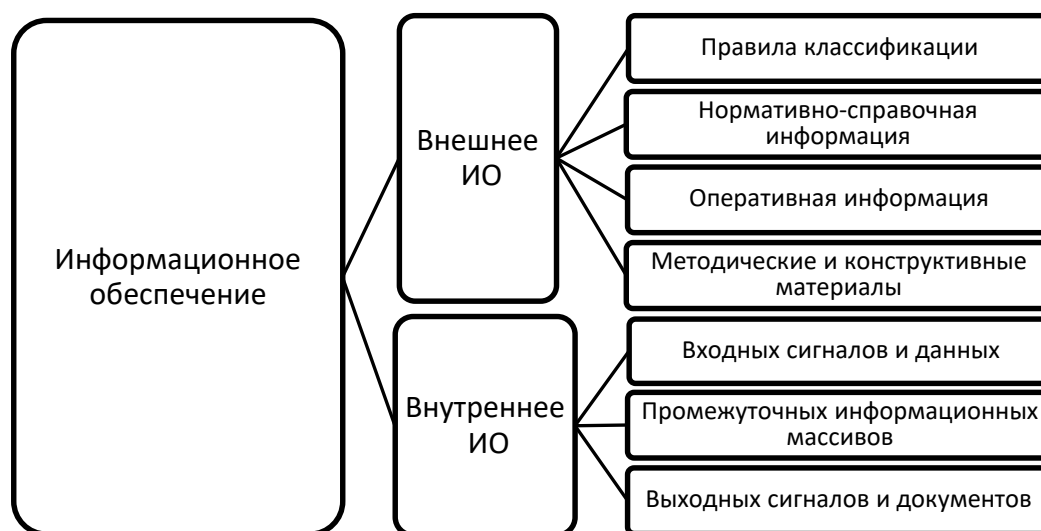 Информационное
обеспечение
Внешнее
ИО
Правила классификации
Нормативно-справочная
информация
Оперативная информация
Методические и конструктивные
материалы
Внутреннее
ИО
Входных сигналов и данных
Промежуточных информационных
массивов
Выходных сигналов и документов